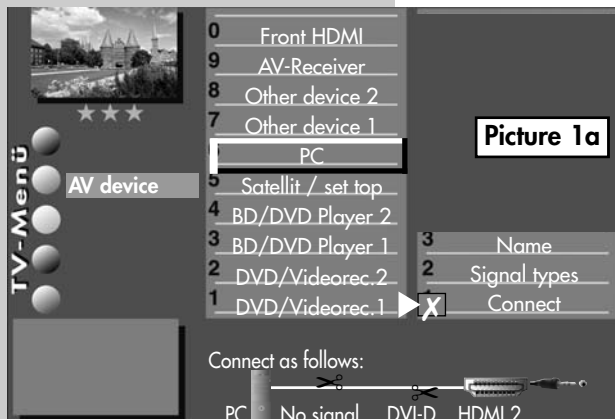 0 Front HDMI
9 AV-Receiver
8 Other device 2
7 Other device 1
Picture 1a
PC
TV-Menü
AV device
5 Satellit / set top
4 BD/DVD Player 2
3 BD/DVD Player 1
3 Name
2 DVD/Videorec.2
2 Signal types
1 DVD/Videorec.1
X Connect
Connect as follows:
PC No signal DVI-D HDMI 2